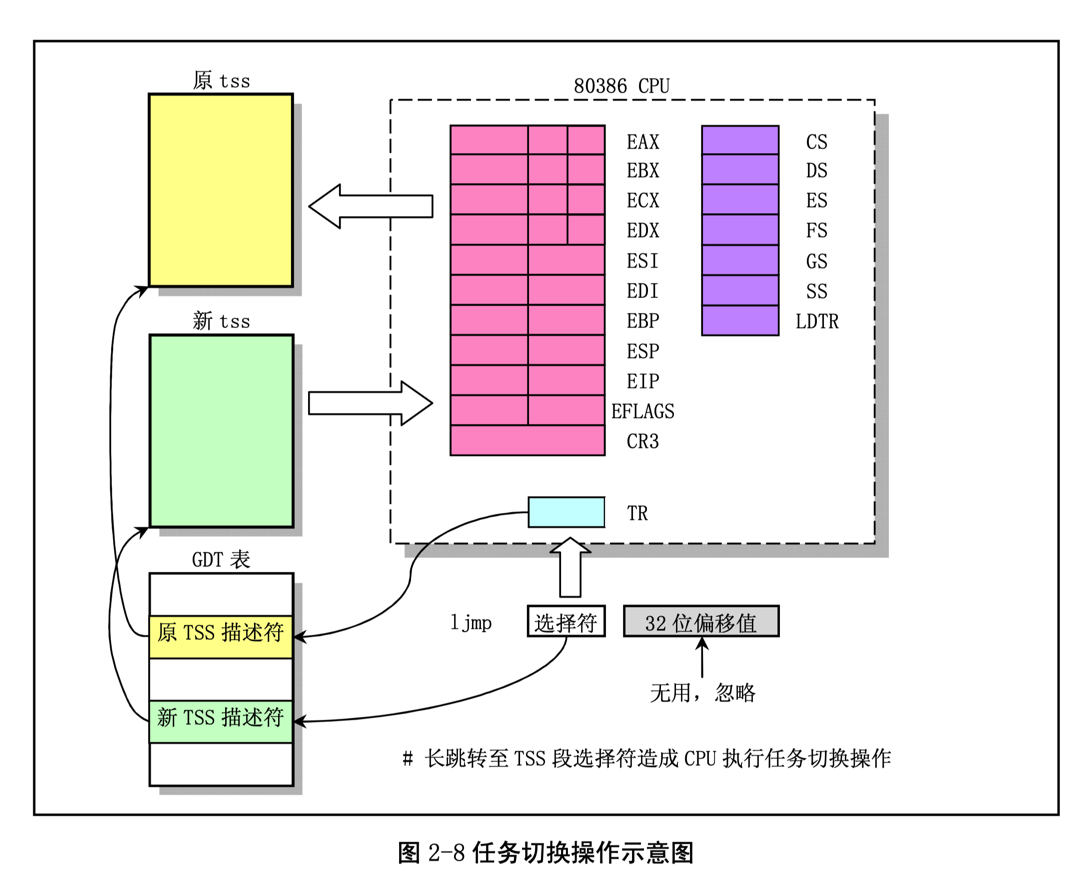 原 tss
80386 CPU
EAX
EBX
ECX
EDX
ESI
EDI
EBP
ESP
EIP
EFLAGS
CR3
CS
DS
ES
FS
GS
SS
LDTR
TR
新 tss
GDT 表
原 TSS 描述符
新 TSS 描述符
ljmp 选择符 32 位偏移值
无用，忽略
# 长跳转至 TSS 段选择符造成 CPU 执行任务切换操作
图 2-8 任务切换操作示意图